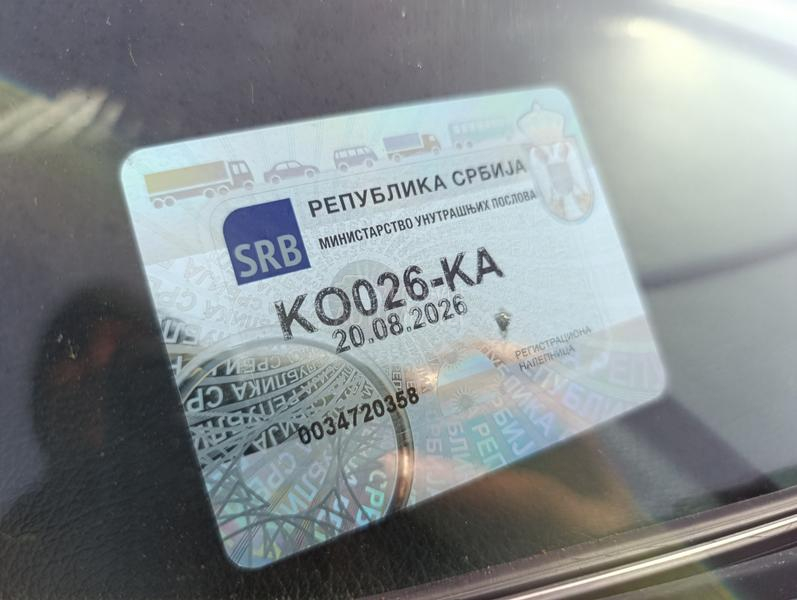 РЕПУБЛИКА СРБИЈА
МИНИСТАРСТВО УНУТРАШЊИХ ПОСЛОВА
SRB
KO026-KA
20.08.2026
РЕГИСТРАЦИОНА
НАЛЕПНИЦА
0034720358